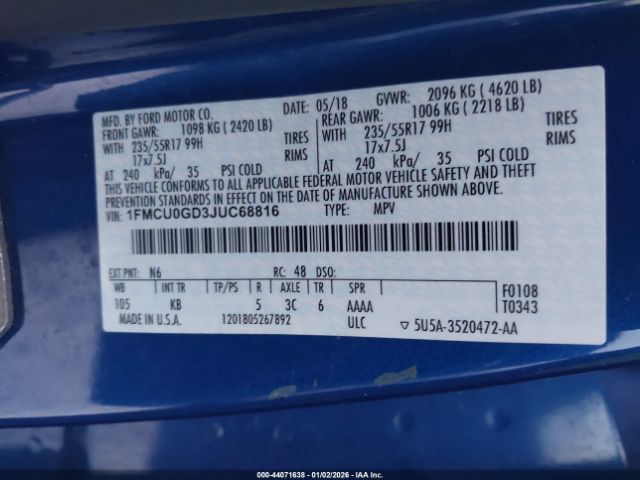 MFD. BY FORD MOTOR CO. DATE: 05/18 GVWR: 2096 KG ( 4620 LB)
FRONT GAWR: 1098 KG ( 2420 LB) REAR GAWR: 1006 KG ( 2218 LB)
WITH 235/55R17 99H TIRES WITH 235/55R17 99H TIRES
17x7.5J RIMS 17x7.5J RIMS
AT 240 kPa/ 35 PSI COLD AT 240 kPa/ 35 PSI COLD
THIS VEHICLE CONFORMS TO ALL APPLICABLE FEDERAL MOTOR VEHICLE SAFETY AND THEFT
PREVENTION STANDARDS IN EFFECT ON THE DATE OF MANUFACTURE SHOWN ABOVE.
VIN: 1FMCU0GD3JUC68816 TYPE: MPV
EXT PNT: N6 RC: 48 DSO:
WB INT TR TP/PS R AXLE TR SPR F0108
105 KB 5 3C 6 AAAA T0343
MADE IN U.S.A. 1201805267892 ULC ▽ 5U5A-3520472-AA
000-44071638 - 01/02/2026 - IAA Holdings, LLC